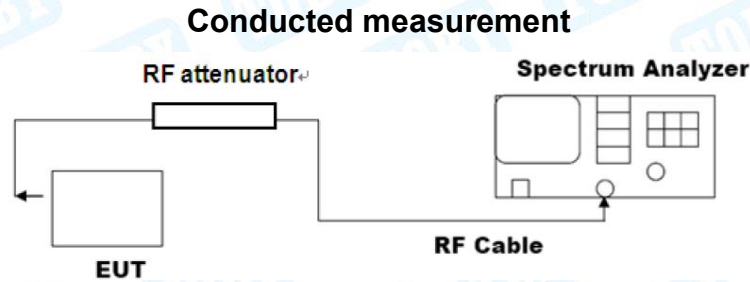 Conducted measurement
RF attenuator↵
Spectrum Analyzer
RF Cable
EUT